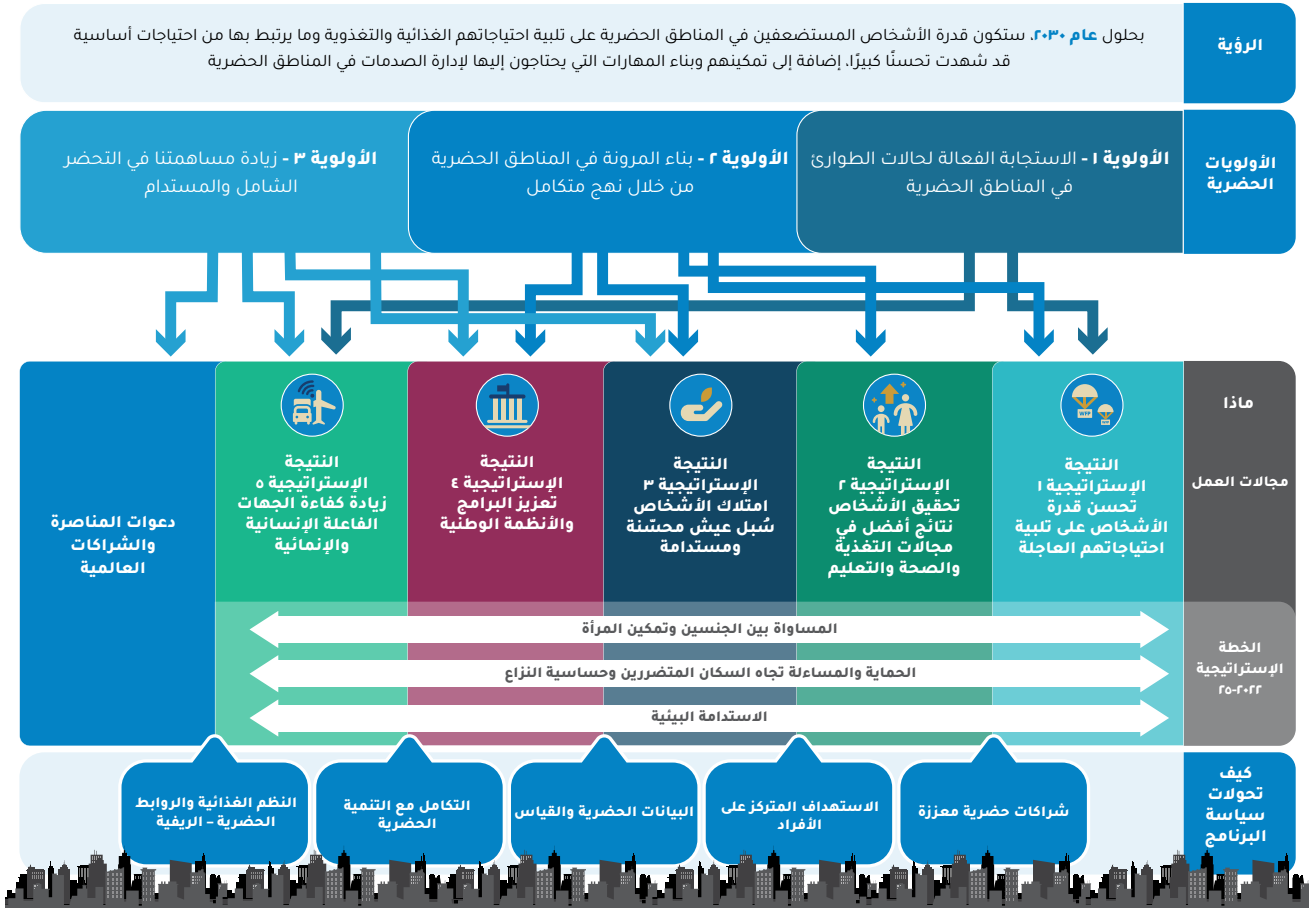 الرؤية
بحلول عام ٢٠٣٠، ستكون قدرة الأشخاص المستضعفين في المناطق الحضرية على تلبية احتياجاتهم الغذائية والتغذوية وما يرتبط بها من احتياجات أساسية
قد شهدت تحسنًا كبيرًا، إضافة إلى تمكينهم وبناء المهارات التي يحتاجون إليها لإدارة الصدمات في المناطق الحضرية
الأولويات
الحضرية
الأولوية ١ - الاستجابة الفعالة لحالات الطوارئ
في المناطق الحضرية
الأولوية ٢ - بناء المرونة في المناطق الحضرية
من خلال نهج متكامل
الأولوية ٣ - زيادة مساهمتنا في التحضر
الشامل والمستدام
ماذا
مجالات العمل
WFP
النتيجة
الإستراتيجية ١
تحسن قدرة
الأشخاص على تلبية
احتياجاتهم العاجلة
النتيجة
الإستراتيجية ٢
تحقيق الأشخاص
نتائج أفضل في
مجالات التغذية
والصحة والتعليم
النتيجة
الإستراتيجية ٣
امتلاك الأشخاص
سُبل عيش محسّنة
ومستدامة
النتيجة
الإستراتيجية ٤
تعزيز البرامج
والأنظمة الوطنية
النتيجة
الإستراتيجية ٥
زيادة كفاءة الجهات
الفاعلة الإنسانية
والإنمائية
دعوات المناصرة
والشراكات
العالمية
الخطة
الإستراتيجية
٢٠٢٢-٢٥
المساواة بين الجنسين وتمكين المرأة
الحماية والمساءلة تجاه السكان المتضررين وحساسية النزاع
الاستدامة البيئية
كيف
تحولات
سياسة
البرنامج
شراكات حضرية معززة
الاستهداف المتركز على
الأفراد
البيانات الحضرية والقياس
التكامل مع التنمية
الحضرية
النظم الغذائية والروابط
الحضرية – الريفية